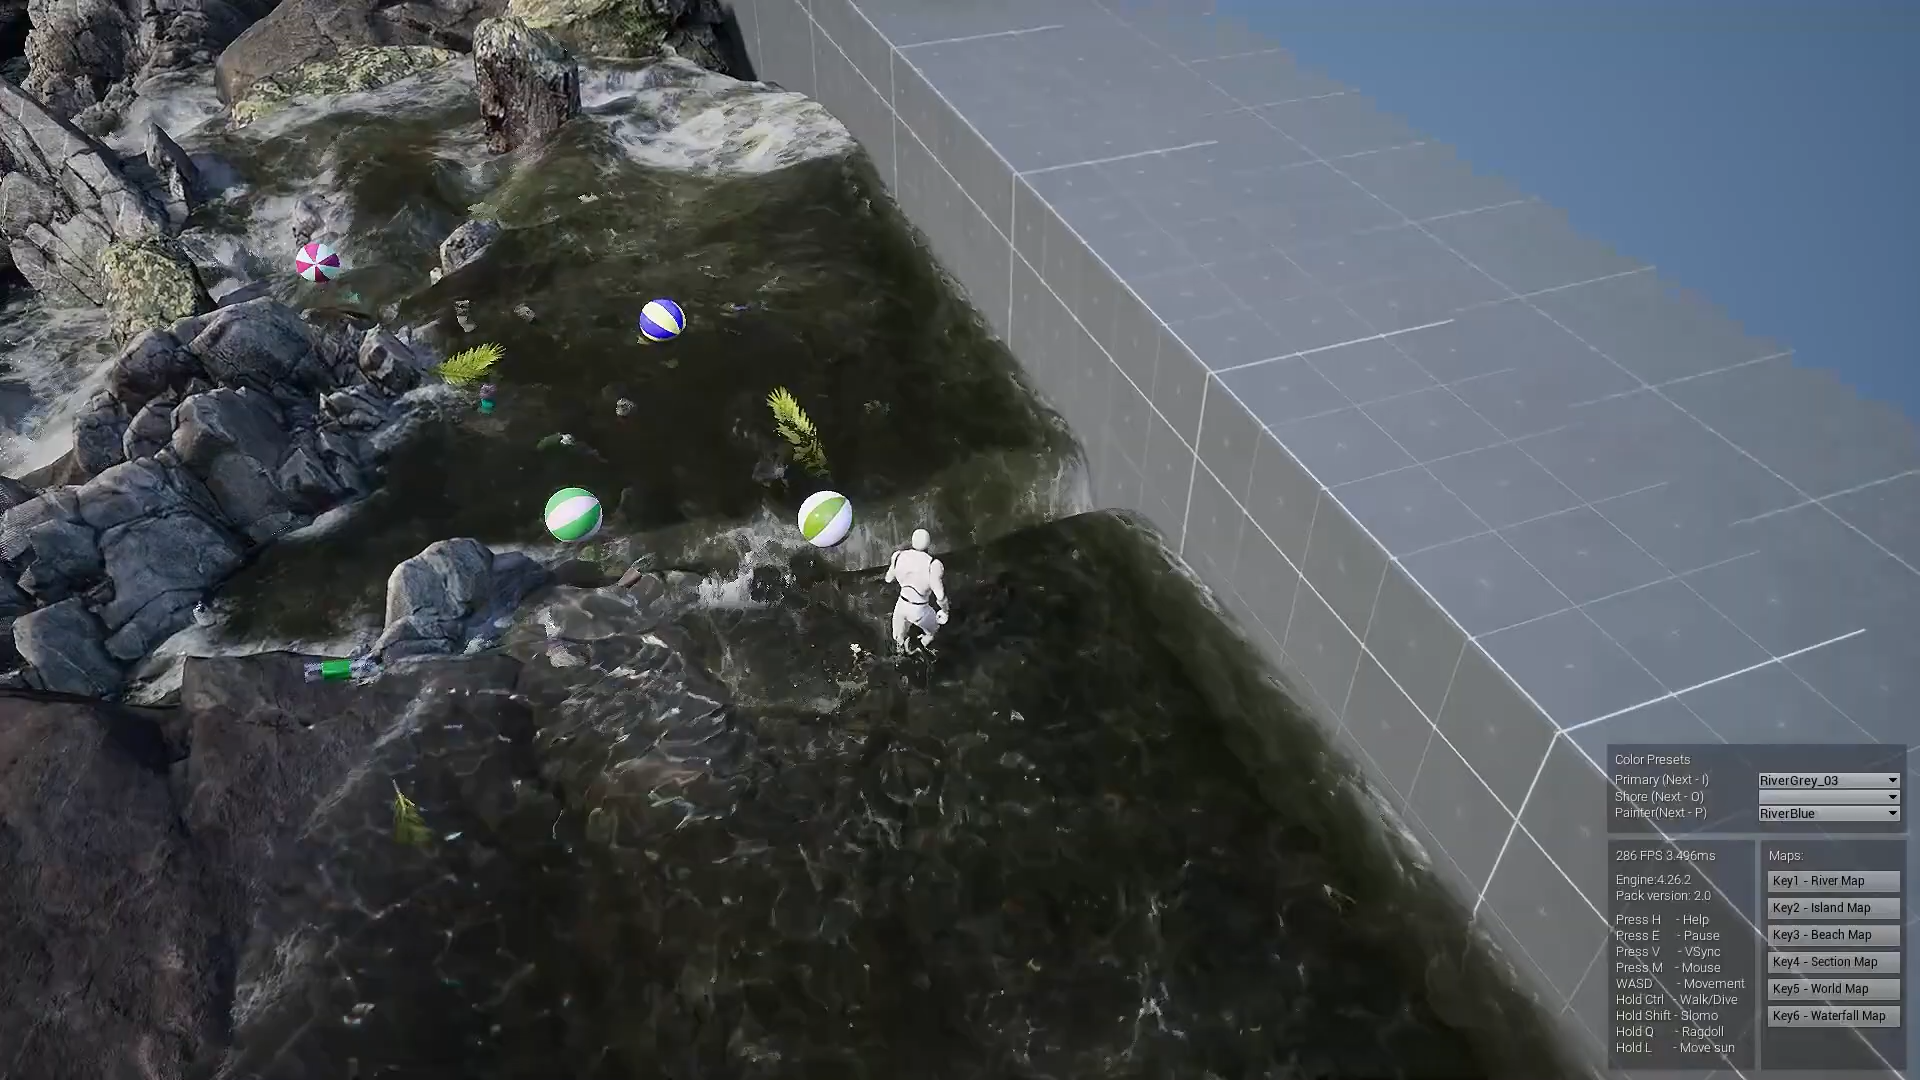 Color Presets
Primary (Next - I) RiverGrey_03
Shore (Next - O)
Painter(Next - P) RiverBlue
286 FPS 3.496ms
Engine:4.26.2
Pack version: 2.0
Press H - Help
Press E - Pause
Press V - VSync
Press M - Mouse
WASD - Movement
Hold Ctrl - Walk/Dive
Hold Shift - Slomo
Hold Q - Ragdoll
Hold L - Move sun
Maps:
Key1 - River Map
Key2 - Island Map
Key3 - Beach Map
Key4 - Section Map
Key5 - World Map
Key6 - Waterfall Map